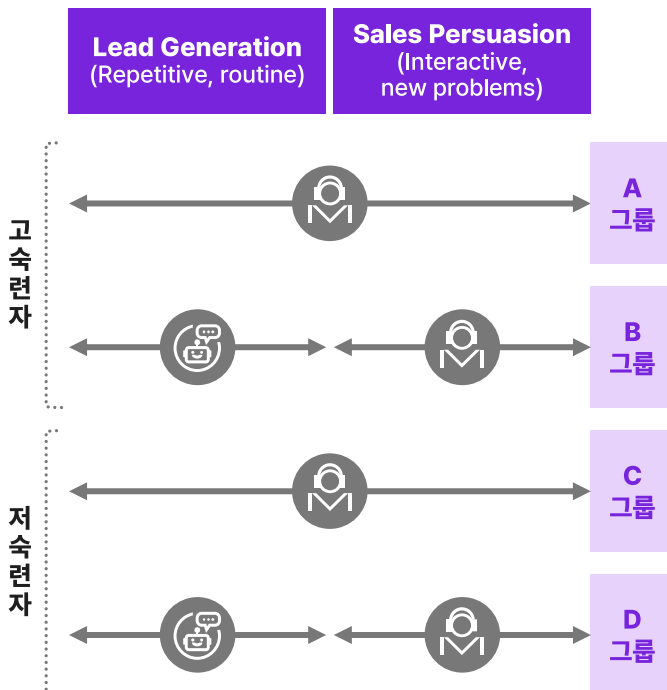 Lead Generation
(Repetitive, routine)
Sales Persuasion
(Interactive,
new problems)
고숙련자
A
그룹
B
그룹
저숙련자
C
그룹
D
그룹